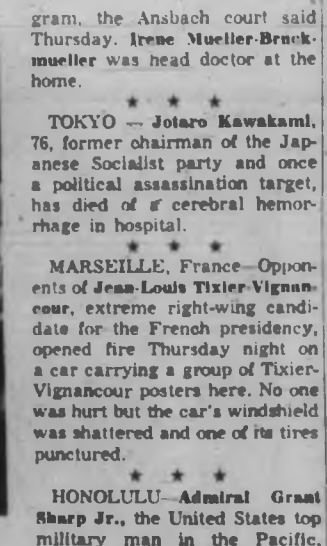 gram, the Ansbach court said
Thursday. Irene Mueller-Bruck-
mueller was head doctor at the
home.
★ ★ ★
TOKYO — Jotaro Kawakami,
76, former chairman of the Jap-
anese Socialist party and once
a political assassination target,
has died of a cerebral hemor-
rhage in hospital.
★ ★ ★
MARSEILLE, France—Oppon-
ents of Jean-Louis Tixier-Vignan-
cour, extreme right-wing candi-
date for the French presidency,
opened fire Thursday night on
a car carrying a group of Tixier-
Vignancour posters here. No one
was hurt but the car's windshield
was shattered and one of its tires
punctured.
★ ★ ★
HONOLULU—Admiral Grant
Sharp Jr., the United States top
military man in the Pacific,